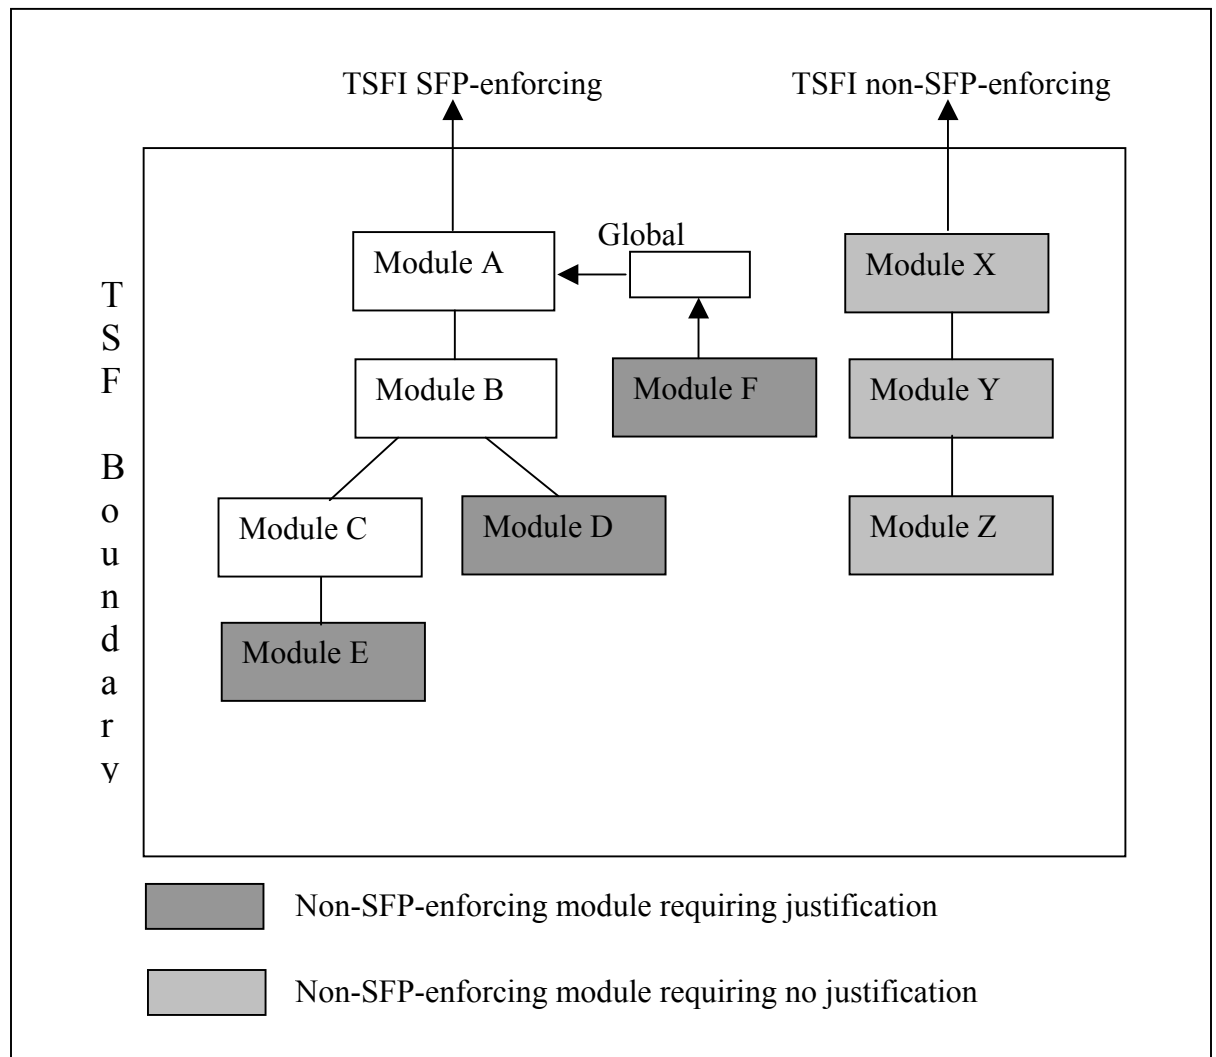 TSFI SFP-enforcing
TSFI non-SFP-enforcing
Global
Module A
Module X
Module B
Module F
Module Y
Module C
Module D
Module Z
Module E
T
S
F
B
o
u
n
d
a
r
y
Non-SFP-enforcing module requiring justification
Non-SFP-enforcing module requiring no justification